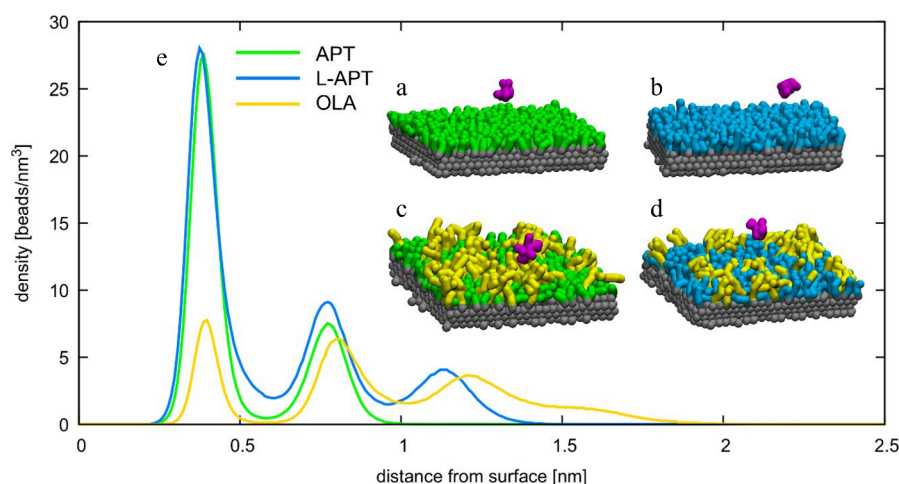 30
25
20
15
10
5
0
density [beads/nm³]
e
APT
L-APT
OLA
a
b
c
d
0
0.5
1
1.5
2
2.5
distance from surface [nm]